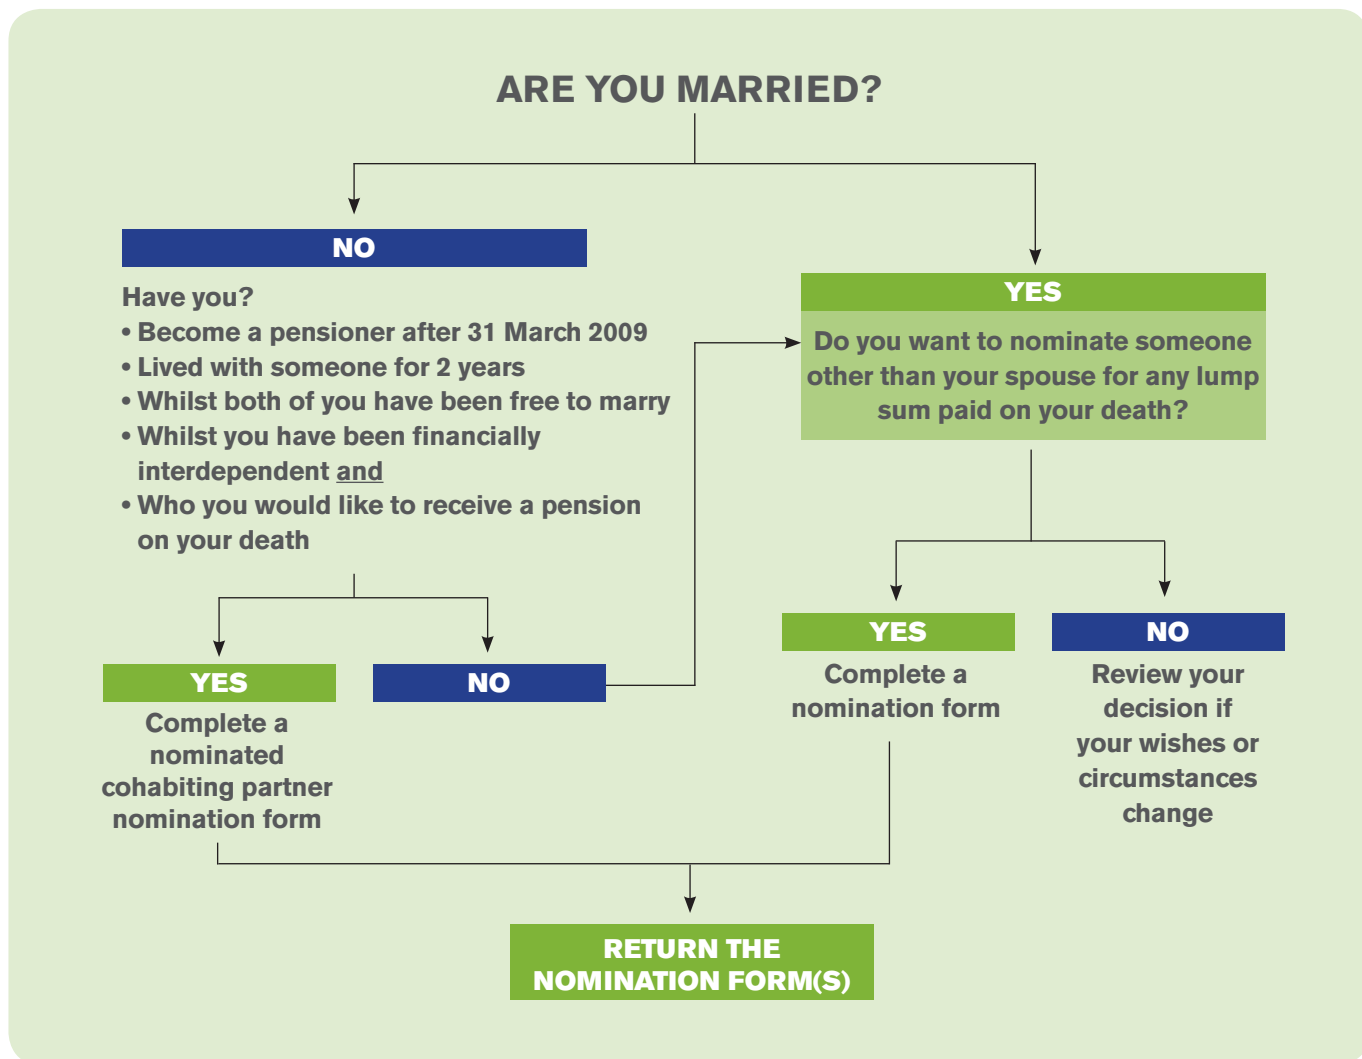 ARE YOU MARRIED?
NO
Have you?
• Become a pensioner after 31 March 2009
• Lived with someone for 2 years
• Whilst both of you have been free to marry
• Whilst you have been financially
interdependent and
• Who you would like to receive a pension
on your death
YES
Do you want to nominate someone
other than your spouse for any lump
sum paid on your death?
YES
Complete a
nominated
cohabiting partner
nomination form
NO
YES
Complete a
nomination form
NO
Review your
decision if
your wishes or
circumstances
change
RETURN THE
NOMINATION FORM(S)